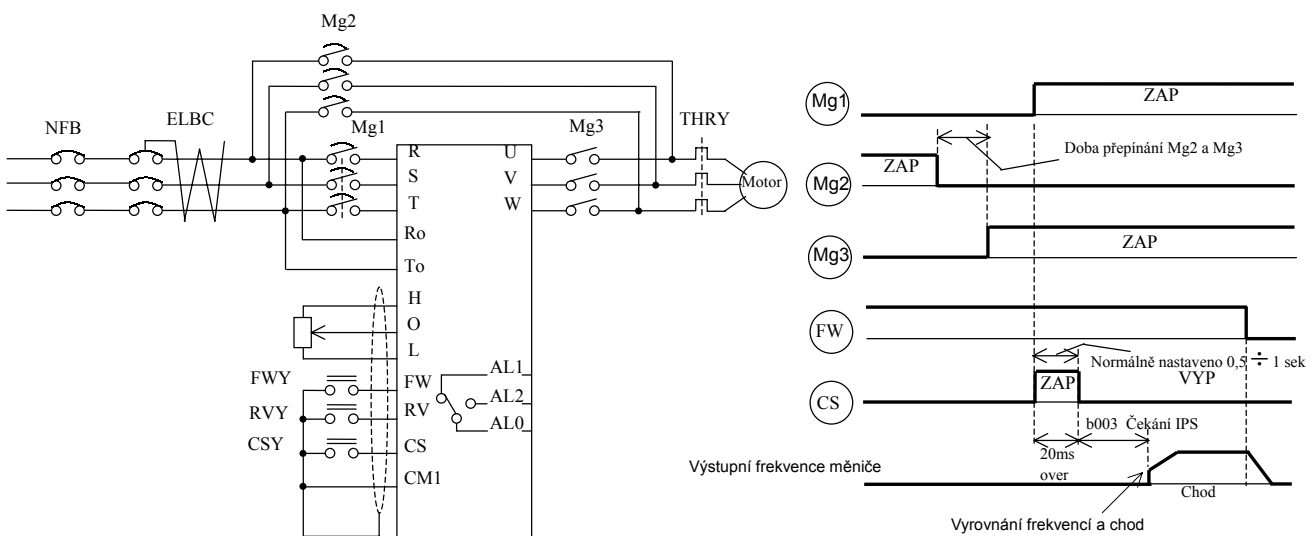 Mg2
NFB
ELBC
Mg1
Mg3
THRY
R
S
T
Ro
To
H
O
L
FW
RV
CS
CM1
U
V
W
Motor
AL1
AL2
AL0
FWY
RVY
CSY
Mg1
ZAP
Doba přepínání Mg2 a Mg3
Mg2
ZAP
Mg3
ZAP
FW
Normálně nastaveno 0,5 ÷ 1 sek
CS
ZAP
VYP
b003 Čekání IPS
20ms
over
Výstupní frekvence měniče
Chod
Vyrovnání frekvencí a chod